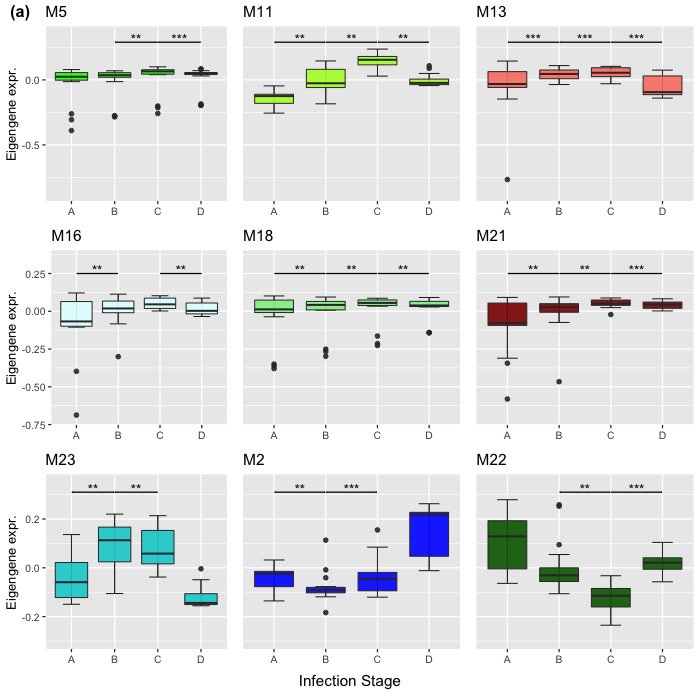 (a) M5 M11 M13
** *** ** ** ** *** *** ***
Eigengene expr.
0.0
-0.5
A B C D A B C D A B C D
M16 M18 M21
** ** ** ** ** ** ** ***
Eigengene expr.
0.25
0.00
-0.25
-0.50
-0.75
A B C D A B C D A B C D
M23 M2 M22
** ** ** *** ** ***
Eigengene expr.
0.2
0.0
-0.2
A B C D A B C D A B C D
Infection Stage